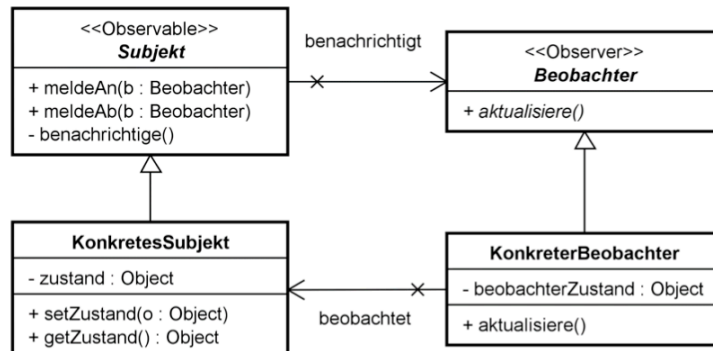 <<Observable>>
Subjekt
+ meldeAn(b : Beobachter)
+ meldeAb(b : Beobachter)
- benachrichtige()
benachrichtigt
<<Observer>>
Beobachter
+ aktualisiere()
KonkretesSubjekt
- zustand : Object
+ setZustand(o : Object)
+ getZustand() : Object
beobachtet
KonkreterBeobachter
- beobachterZustand : Object
+ aktualisiere()